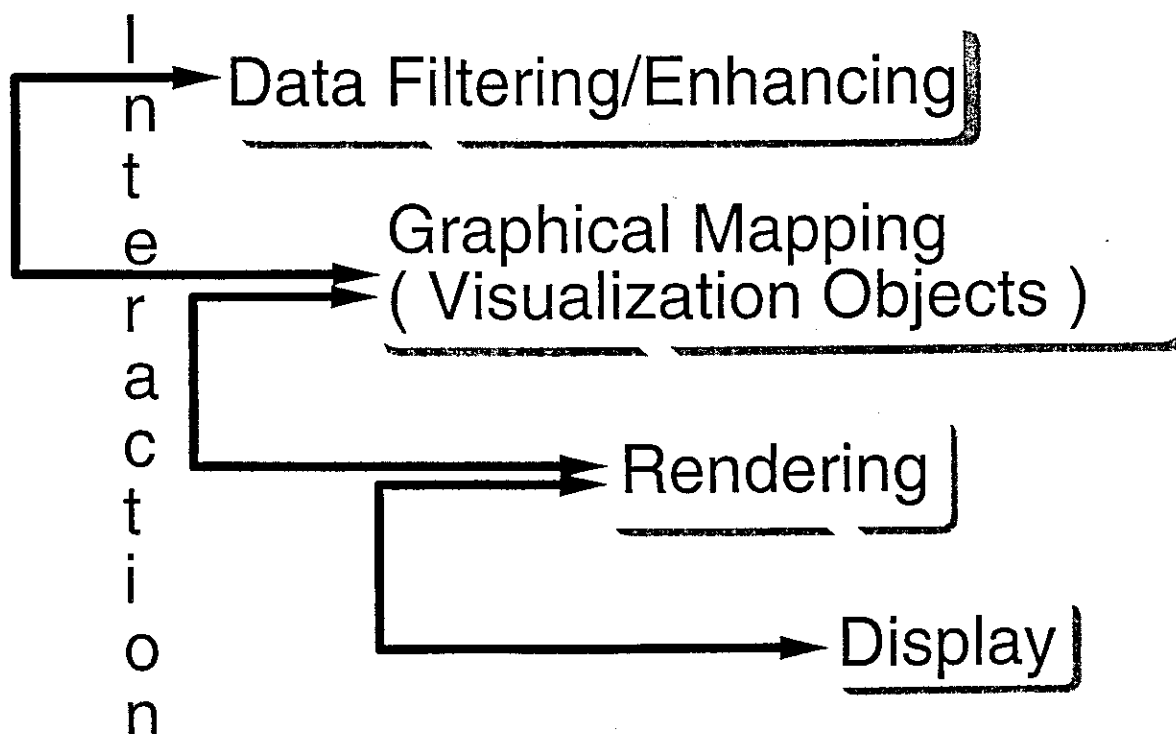 Interaction
Data Filtering/Enhancing
Graphical Mapping
( Visualization Objects )
Rendering
Display